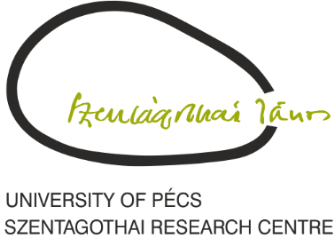 Szentágothai János
UNIVERSITY OF PÉCS
SZENTAGOTHAI RESEARCH CENTRE